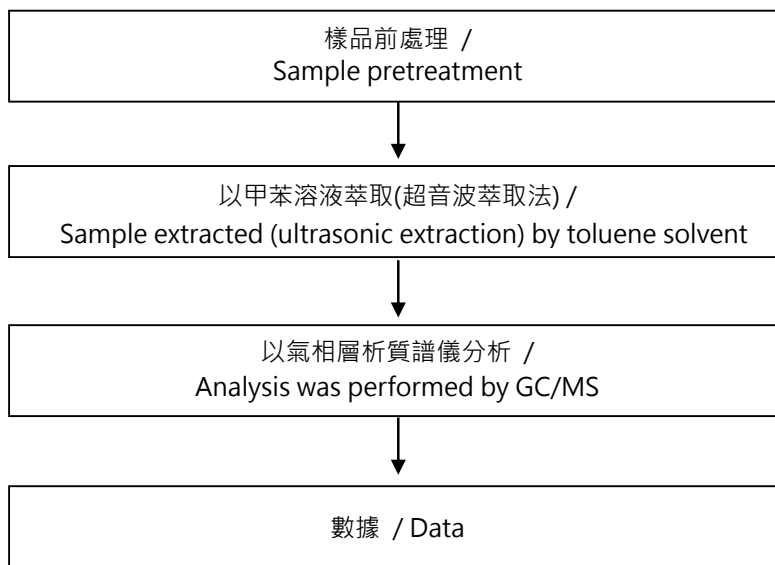 樣品前處理 /
Sample pretreatment
以甲苯溶液萃取(超音波萃取法) /
Sample extracted (ultrasonic extraction) by toluene solvent
以氣相層析質譜儀分析 /
Analysis was performed by GC/MS
數據 / Data